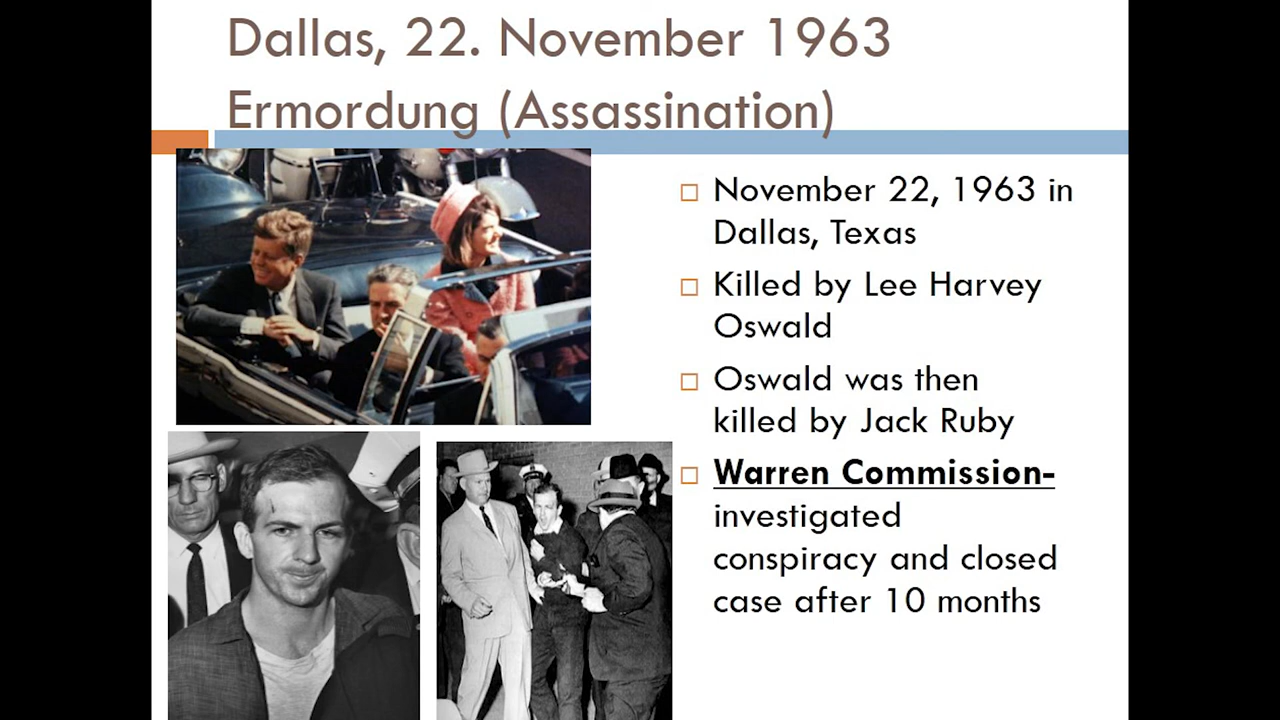 Dallas, 22. November 1963
Ermordung (Assassination)
November 22, 1963 in
Dallas, Texas
Killed by Lee Harvey
Oswald
Oswald was then
killed by Jack Ruby
Warren Commission-
investigated
conspiracy and closed
case after 10 months